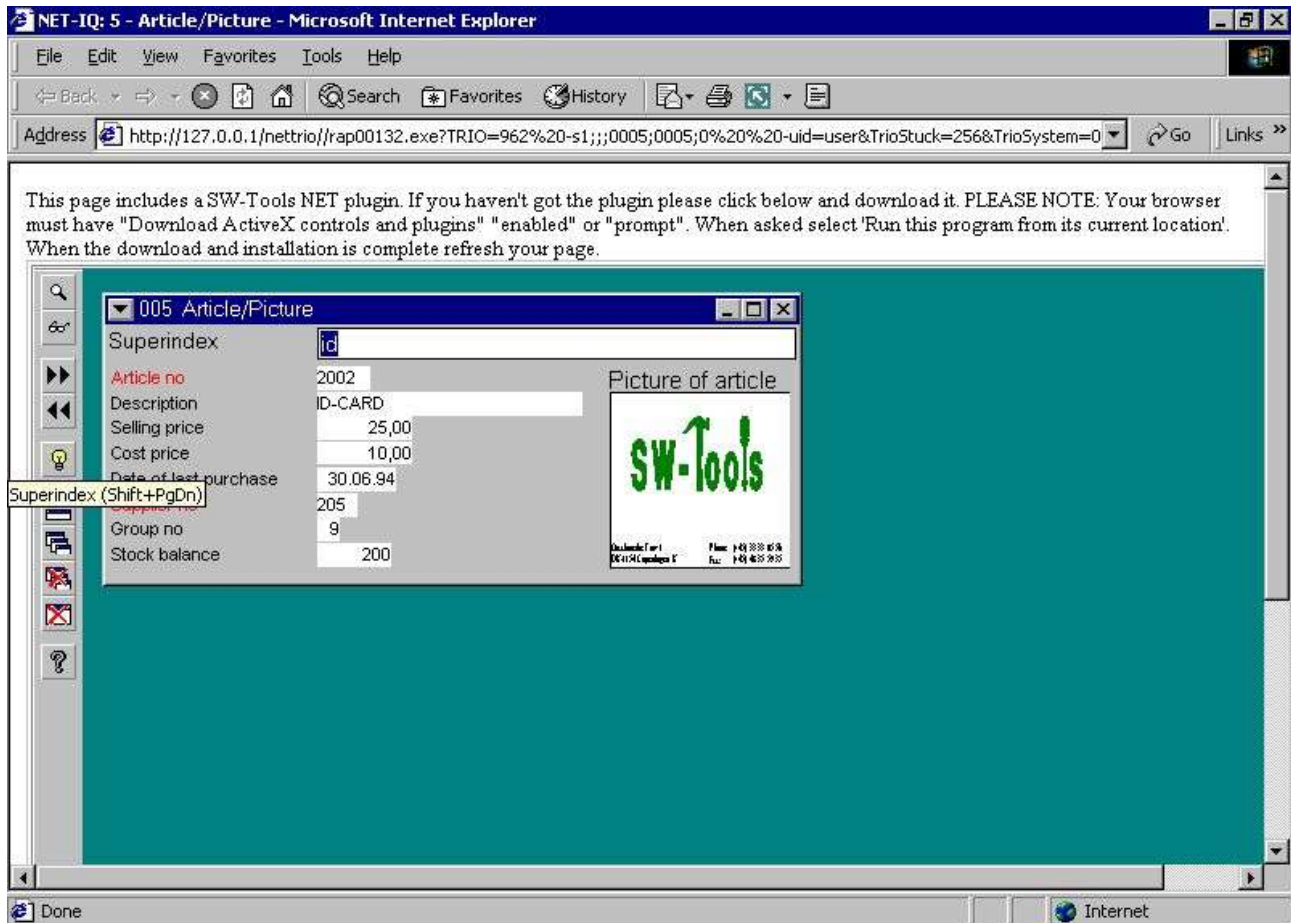 NET-IQ: 5 - Article/Picture - Microsoft Internet Explorer
File Edit View Favorites Tools Help
Back Search Favorites History
Address http://127.0.0.1/nettrio//rap00132.exe?TRIO=962%20-s1;;;0005;0005;0%20%20-uid=user&TrioStuck=256&TrioSystem=0 Go Links »
This page includes a SW-Tools NET plugin. If you haven't got the plugin please click below and download it. PLEASE NOTE: Your browser
must have "Download ActiveX controls and plugins" "enabled" or "prompt". When asked select 'Run this program from its current location'.
When the download and installation is complete refresh your page.
005 Article/Picture
Superindex id
Article no 2002
Picture of article
Description ID-CARD
Selling price 25,00
Cost price 10,00
SW-Tools
Date of last purchase 30.06.94
Superindex (Shift+PgDn)
Supplier no 205
Group no 9
Stock balance 200
Done
Internet